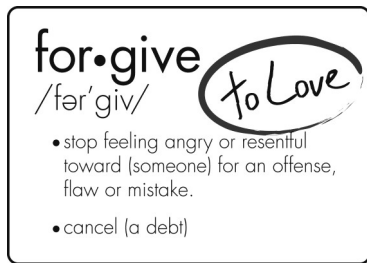 for•give
to Love
/fər'giv/
• stop feeling angry or resentful
toward (someone) for an offense,
flaw or mistake.
• cancel (a debt)